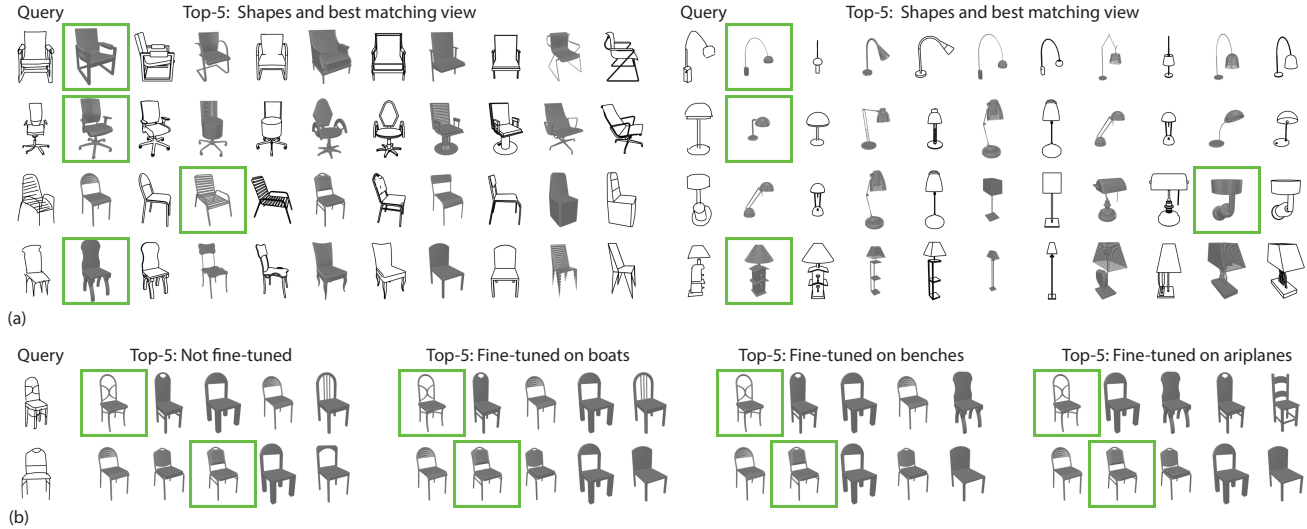 Query Top-5: Shapes and best matching view Query Top-5: Shapes and best matching view
(a)
Query Top-5: Not fine-tuned Top-5: Fine-tuned on boats Top-5: Fine-tuned on benches Top-5: Fine-tuned on ariplanes
(b)